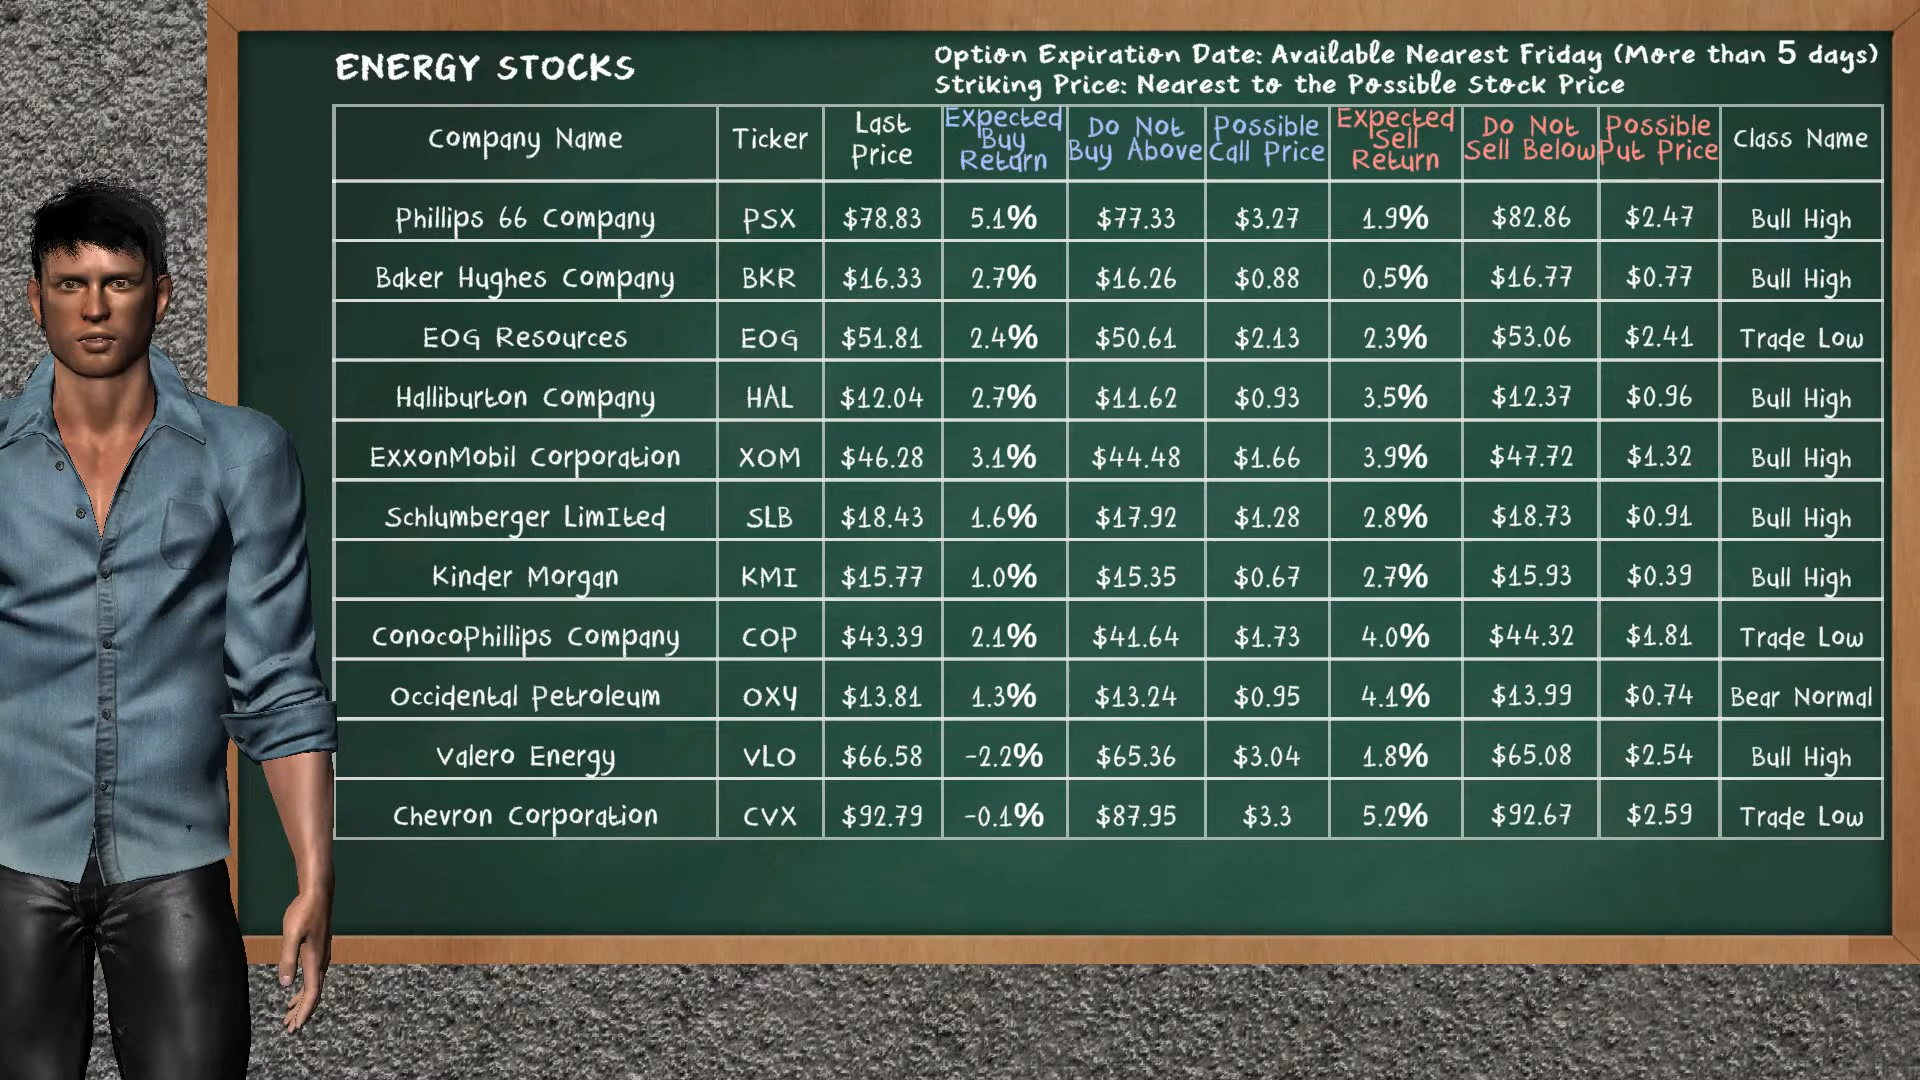 ENERGY STOCKS
Option Expiration Date: Available Nearest Friday (More than 5 days)
Striking Price: Nearest to the Possible Stock Price
Company Name Ticker Last Price Expected Buy Return Do Not Buy Above Possible Call Price Expected Sell Return Do Not Sell Below Possible Put Price Class Name
Phillips 66 Company PSX $78.83 5.1% $77.33 $3.27 1.9% $82.86 $2.47 Bull High
Baker Hughes Company BKR $16.33 2.7% $16.26 $0.88 0.5% $16.77 $0.77 Bull High
EOG Resources EOG $51.81 2.4% $50.61 $2.13 2.3% $53.06 $2.41 Trade Low
Halliburton Company HAL $12.04 2.7% $11.62 $0.93 3.5% $12.37 $0.96 Bull High
ExxonMobil Corporation XOM $46.28 3.1% $44.48 $1.66 3.9% $47.72 $1.32 Bull High
Schlumberger LimIted SLB $18.43 1.6% $17.92 $1.28 2.8% $18.73 $0.91 Bull High
Kinder Morgan KMI $15.77 1.0% $15.35 $0.67 2.7% $15.93 $0.39 Bull High
ConocoPhillips Company COP $43.39 2.1% $41.64 $1.73 4.0% $44.32 $1.81 Trade Low
Occidental Petroleum OXY $13.81 1.3% $13.24 $0.95 4.1% $13.99 $0.74 Bear Normal
Valero Energy VLO $66.58 -2.2% $65.36 $3.04 1.8% $65.08 $2.54 Bull High
Chevron Corporation CVX $92.79 -0.1% $87.95 $3.3 5.2% $92.67 $2.59 Trade Low